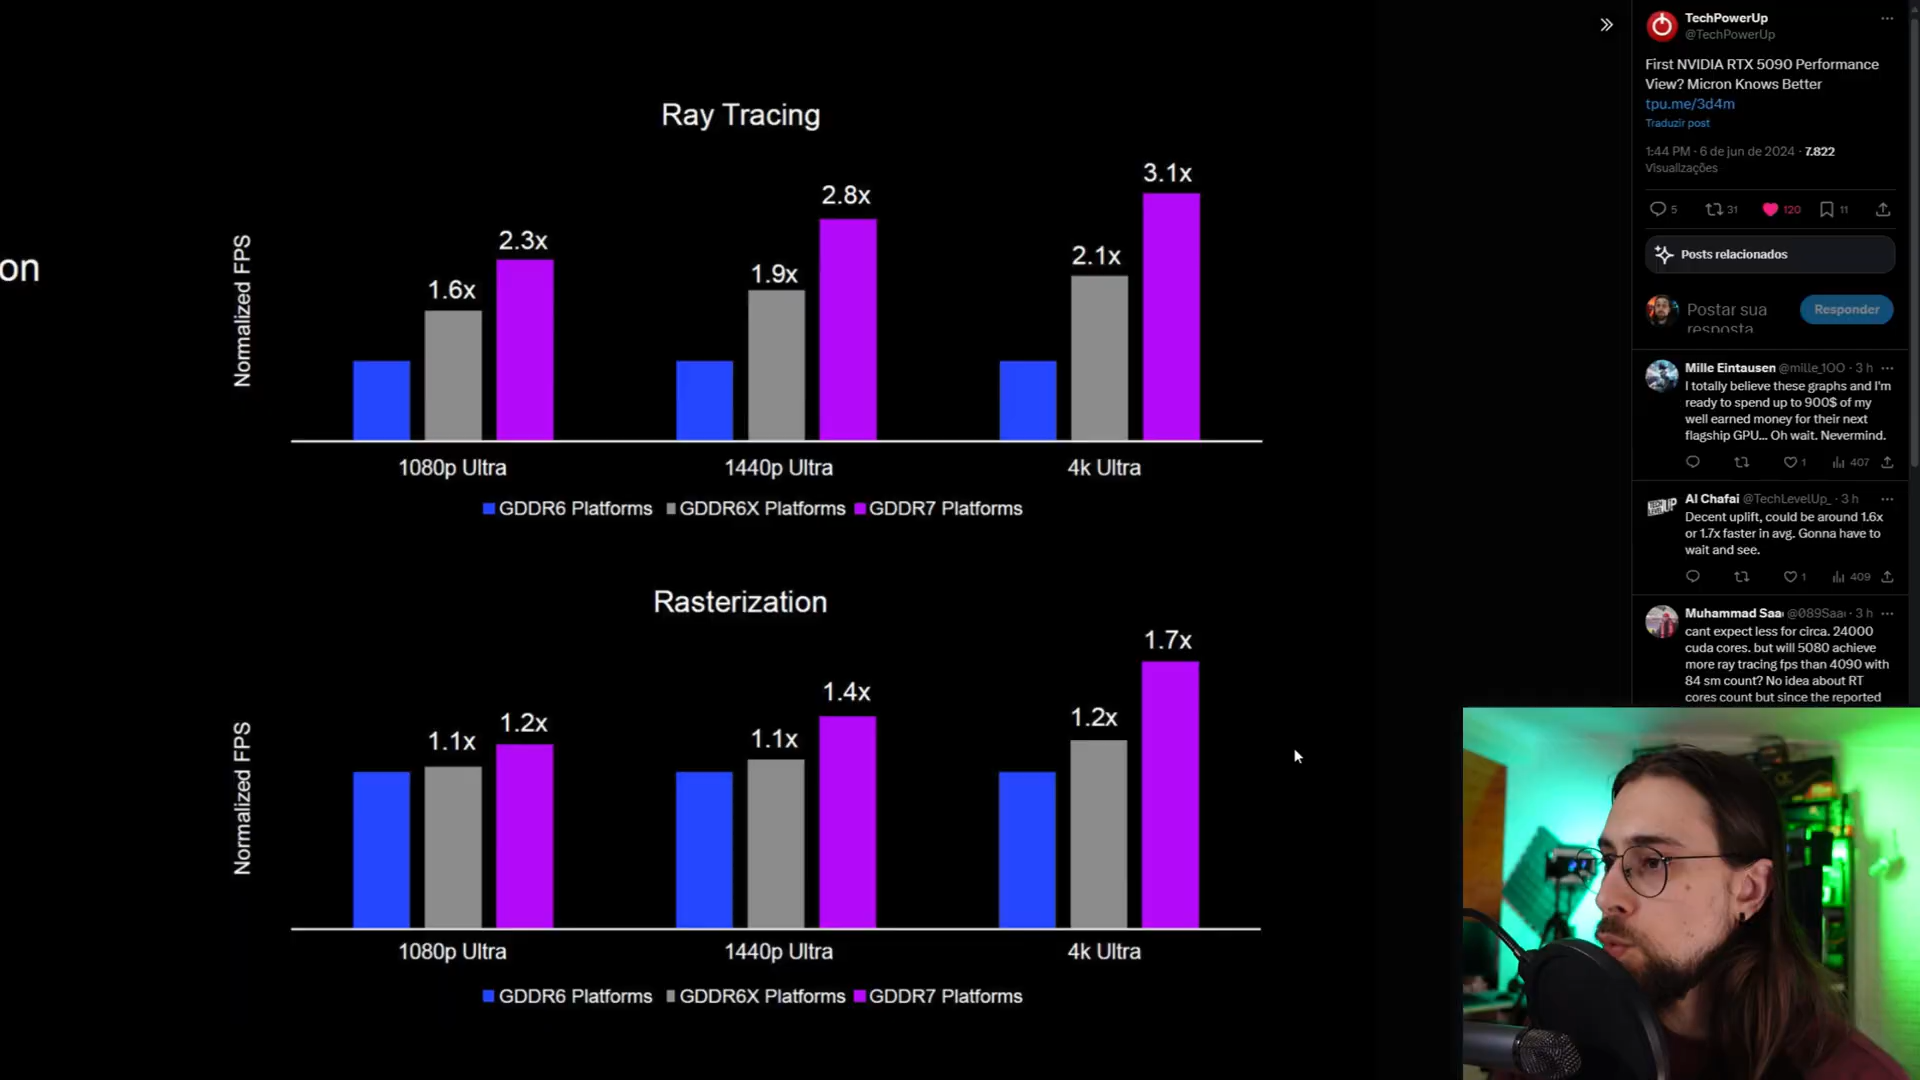 on
Ray Tracing
Normalized FPS
1.6x
2.3x
1.9x
2.8x
2.1x
3.1x
1080p Ultra
1440p Ultra
4k Ultra
GDDR6 Platforms
GDDR6X Platforms
GDDR7 Platforms
Rasterization
Normalized FPS
1.1x
1.2x
1.1x
1.4x
1.2x
1.7x
1080p Ultra
1440p Ultra
4k Ultra
GDDR6 Platforms
GDDR6X Platforms
GDDR7 Platforms
TechPowerUp
@TechPowerUp
First NVIDIA RTX 5090 Performance
View? Micron Knows Better
tpu.me/3d4m
Traduzir post
1:44 PM · 6 de jun de 2024 · 7.822
Visualizações
5
31
120
11
Posts relacionados
Postar sua
resposta
Responder
Mille Eintausen @mille_1OO · 3 h
I totally believe these graphs and I'm
ready to spend up to 900$ of my
well earned money for their next
flagship GPU... Oh wait. Nevermind.
1
407
TECH LEVEL UP
Al Chafai @TechLevelUp_ · 3 h
Decent uplift, could be around 1.6x
or 1.7x faster in avg. Gonna have to
wait and see.
1
409
Muhammad Saa @089Saa · 3 h
cant expect less for circa. 24000
cuda cores. but will 5080 achieve
more ray tracing fps than 4090 with
84 sm count? No idea about RT
cores count but since the reported